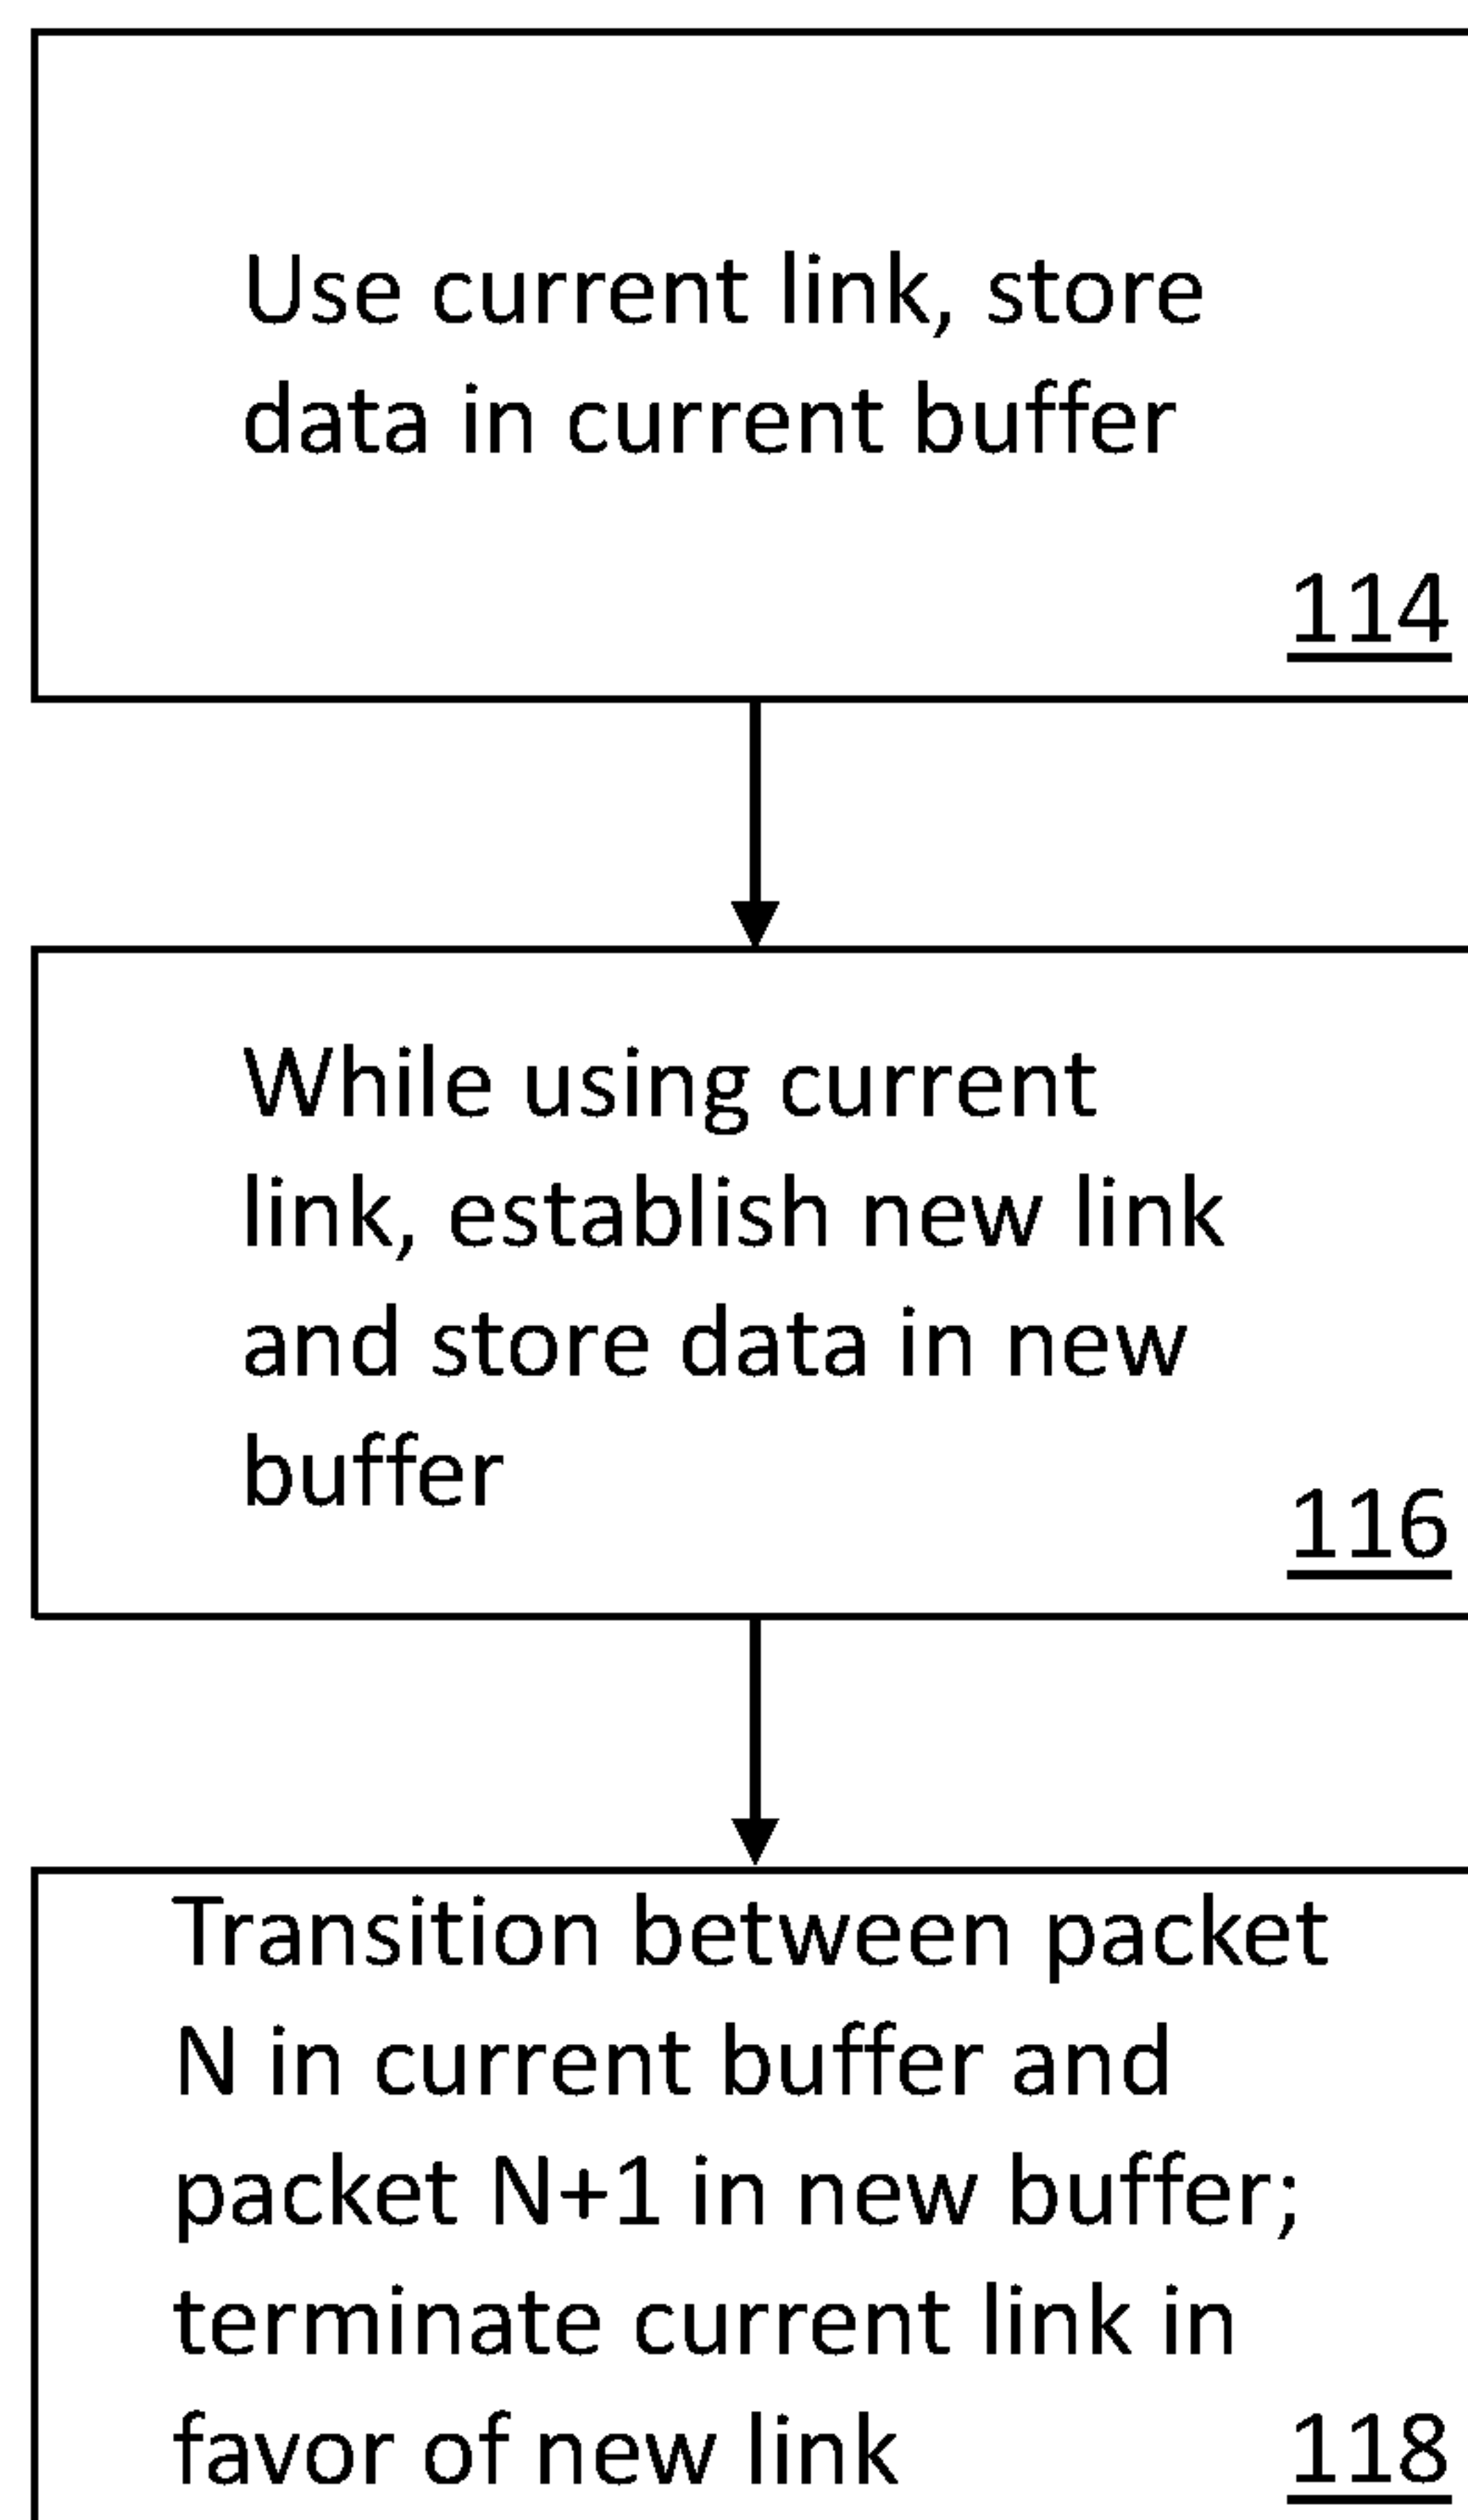 Use current link, store
data in current buffer
114
While using current
link, establish new link
and store data in new
buffer
116
Transition between packet
N in current buffer and
packet N+1 in new buffer;
terminate current link in
favor of new link
118